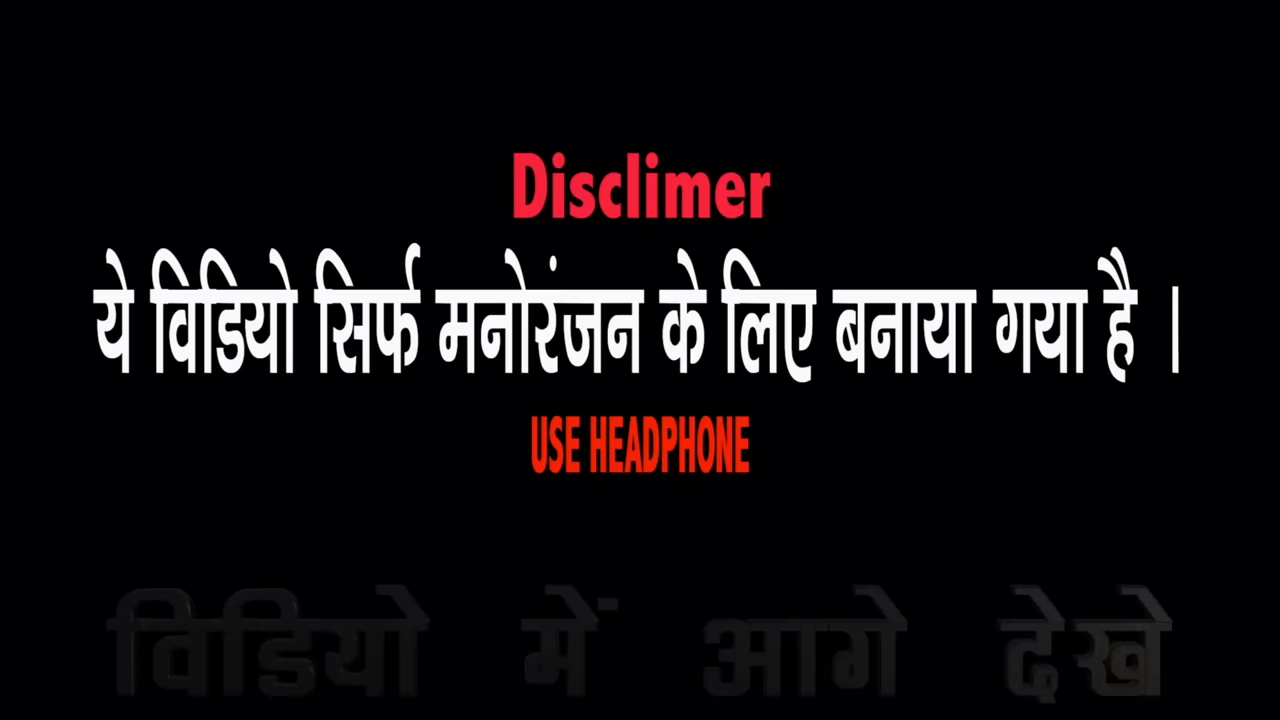 Disclimer
ये विडियो सिर्फ मनोरंजन के लिए बनाया गया है ।
USE HEADPHONE
विडियो में आगे देखे